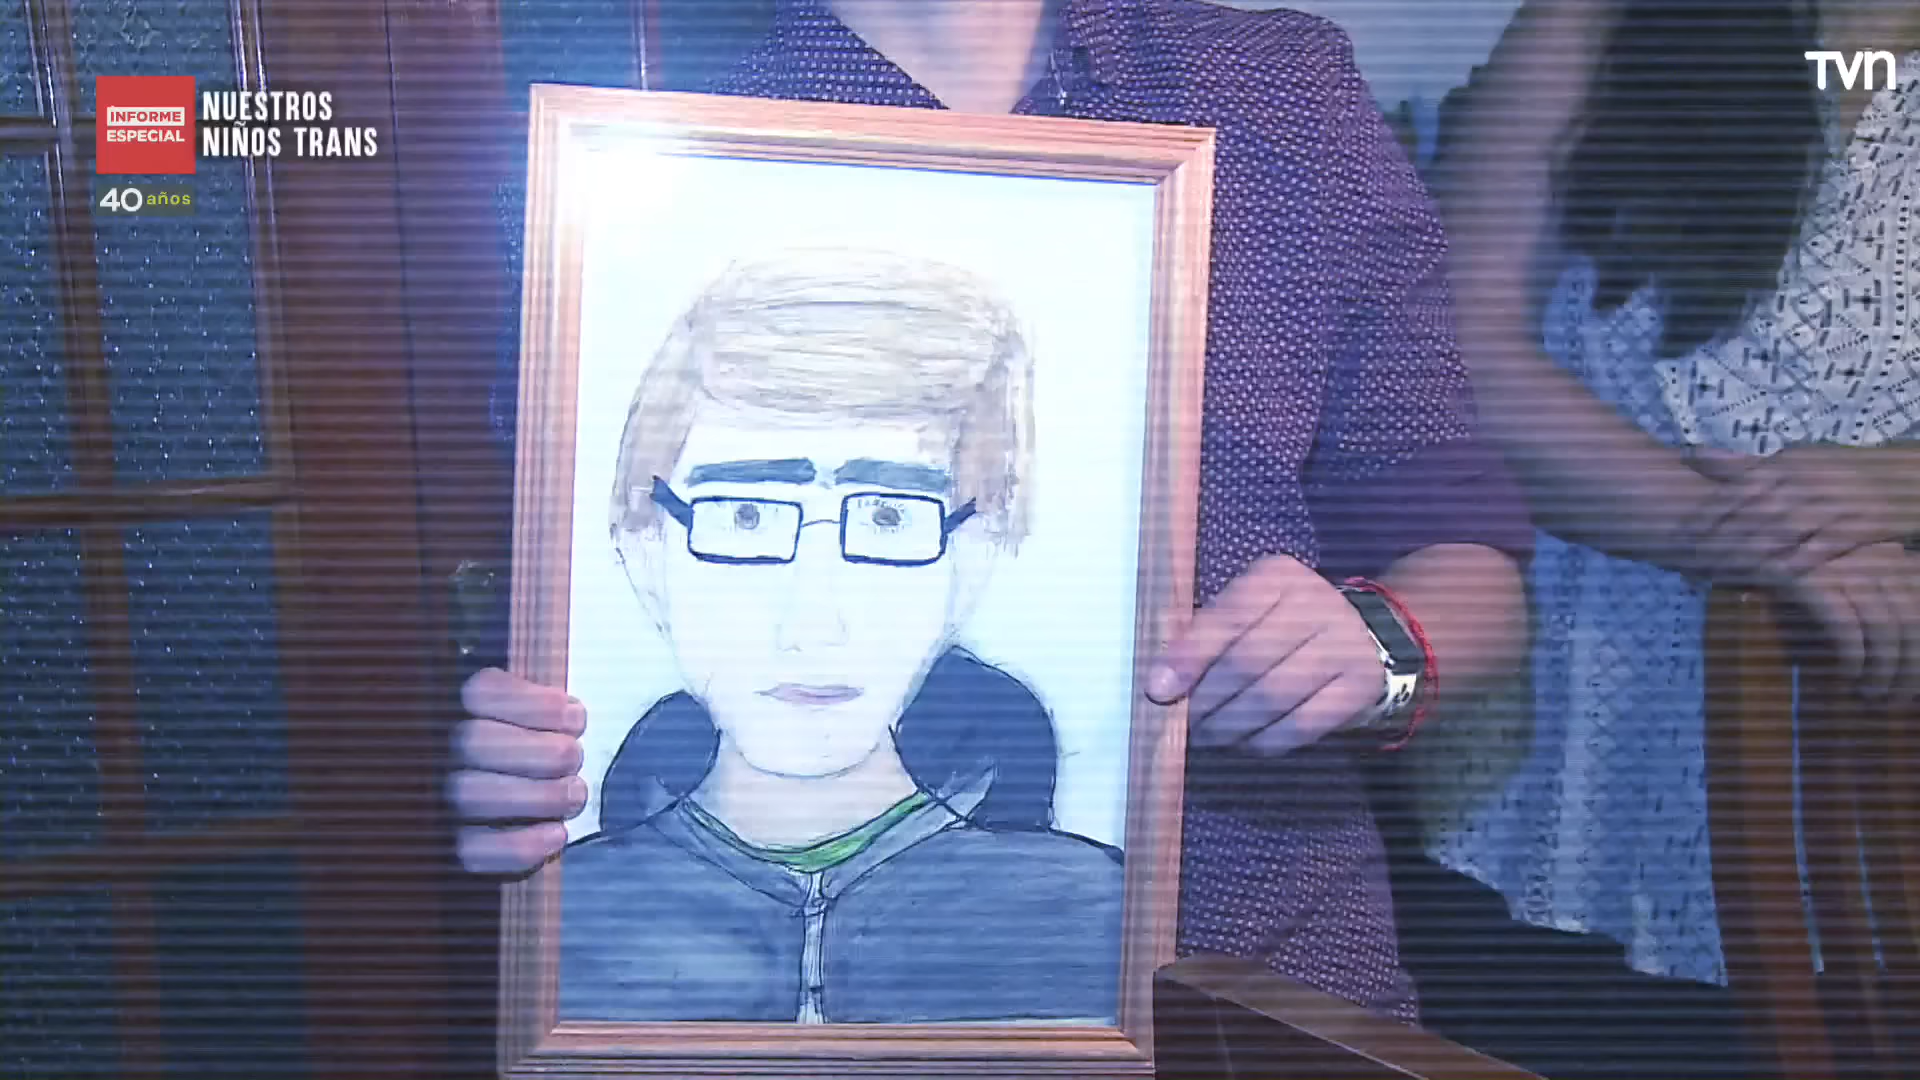 INFORME
ESPECIAL
NUESTROS
NIÑOS TRANS
40 años
TVN